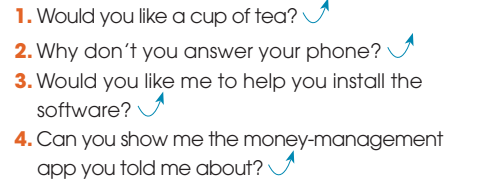 1. Would you like a cup of tea?
2. Why don´t you answer your phone?
3. Would you like me to help you install the
software?
4. Can you show me the money-management
app you told me about?